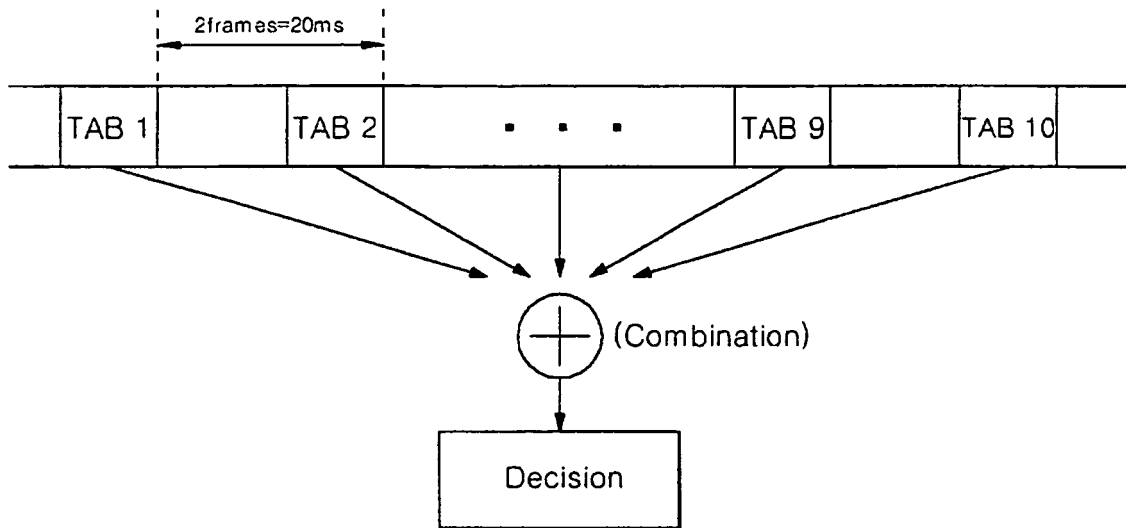 2frames=20ms
TAB 1 TAB 2 . . . TAB 9 TAB 10
(Combination)
Decision